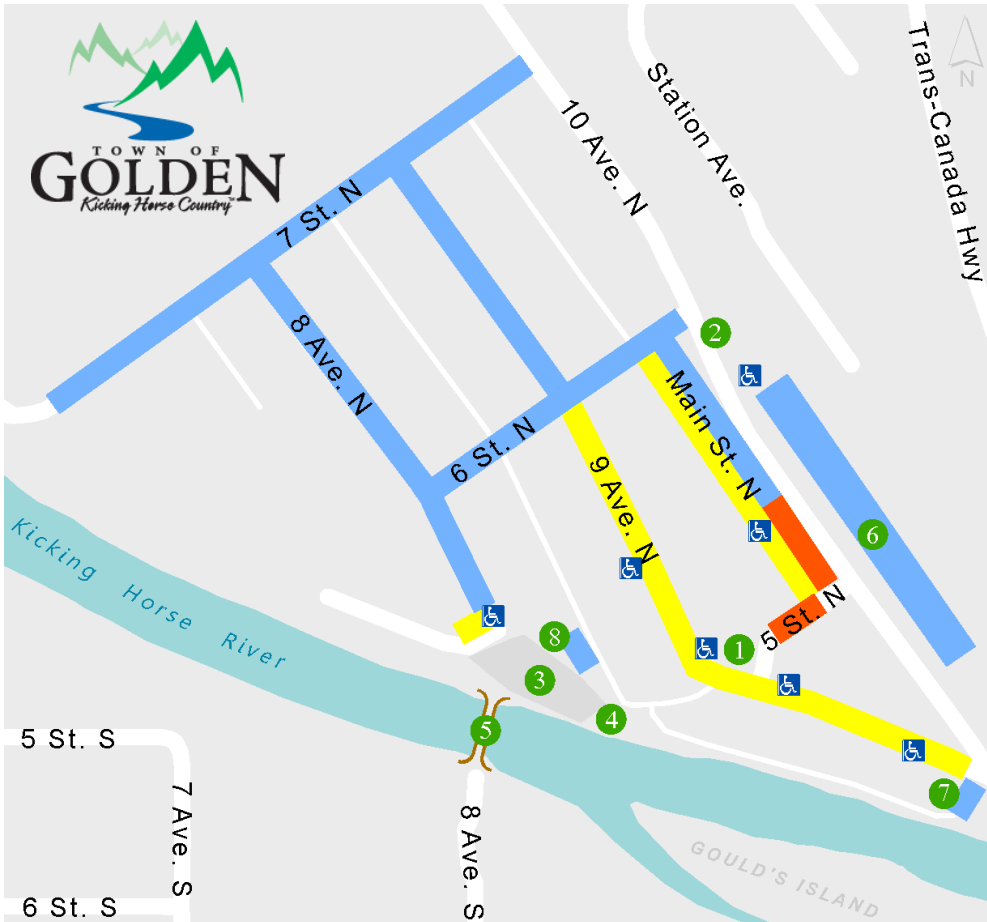 TOWN OF
GOLDEN
Kicking Horse Country
10 Ave. N
Station Ave.
Trans-Canada Hwy
N
7 St. N
8 Ave. N
2
Main St. N
6 St. N
9 Ave. N
6
Kicking Horse River
5 St. N
1
8
3
4
5
7
5 St. S
7 Ave. S
8 Ave. S
6 St. S
GOULD'S ISLAND